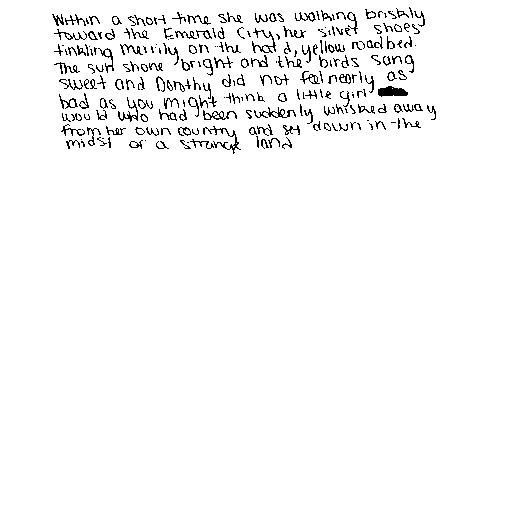 Within a short time she was walking briskly
toward the Emerald City, her silver shoes
tinkling merrily on the hard, yellow roadbed.
The sun shone bright and the birds sang
sweet and Dorothy did not feel nearly as
bad as you might think a little girl
would who had been suddenly whisked away
from her own country and set down in the
midst of a strange land